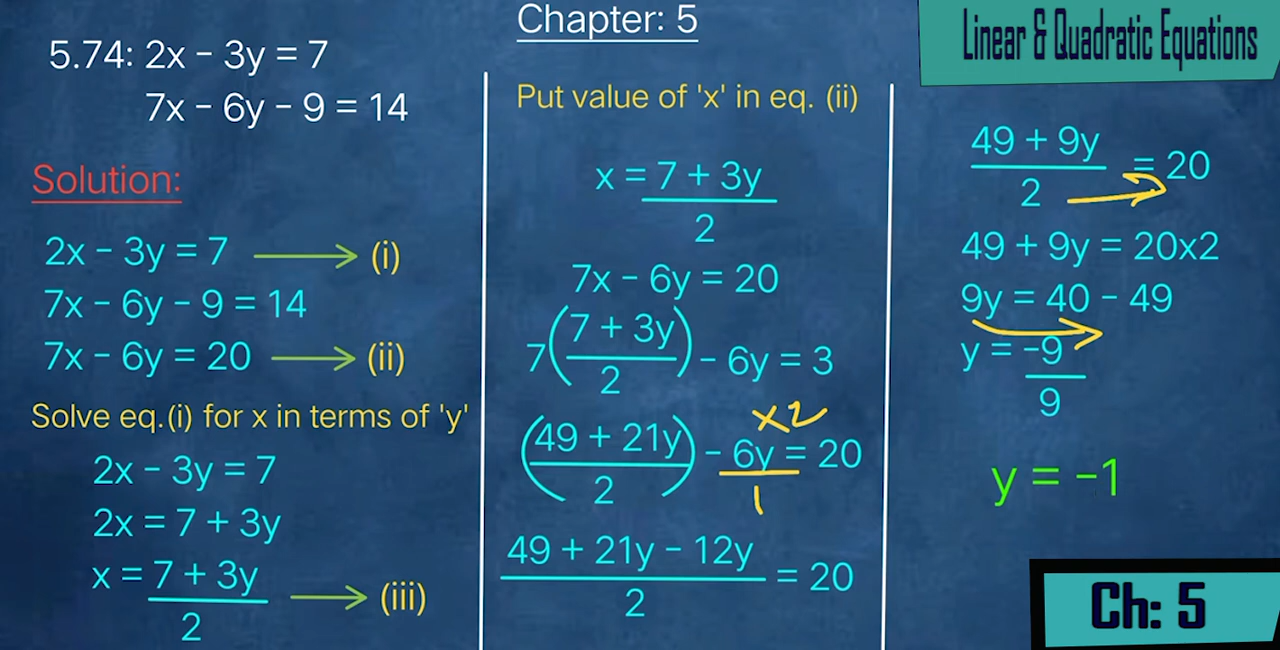 Chapter: 5
Linear & Quadratic Equations
5.74: 2x - 3y = 7
7x - 6y - 9 = 14
Solution:
2x - 3y = 7 ⟶ (i)
7x - 6y - 9 = 14
7x - 6y = 20 ⟶ (ii)
Solve eq.(i) for x in terms of 'y'
2x - 3y = 7
2x = 7 + 3y
x = 7 + 3y
2
⟶ (iii)
Put value of 'x' in eq. (ii)
x = 7 + 3y
2
7x - 6y = 20
7(7 + 3y) - 6y = 3
2
x2
(49 + 21y) - 6y = 20
2 1
49 + 21y - 12y = 20
2
49 + 9y = 20
2
49 + 9y = 20x2
9y = 40 - 49
y = -9
9
y = -1
Ch: 5